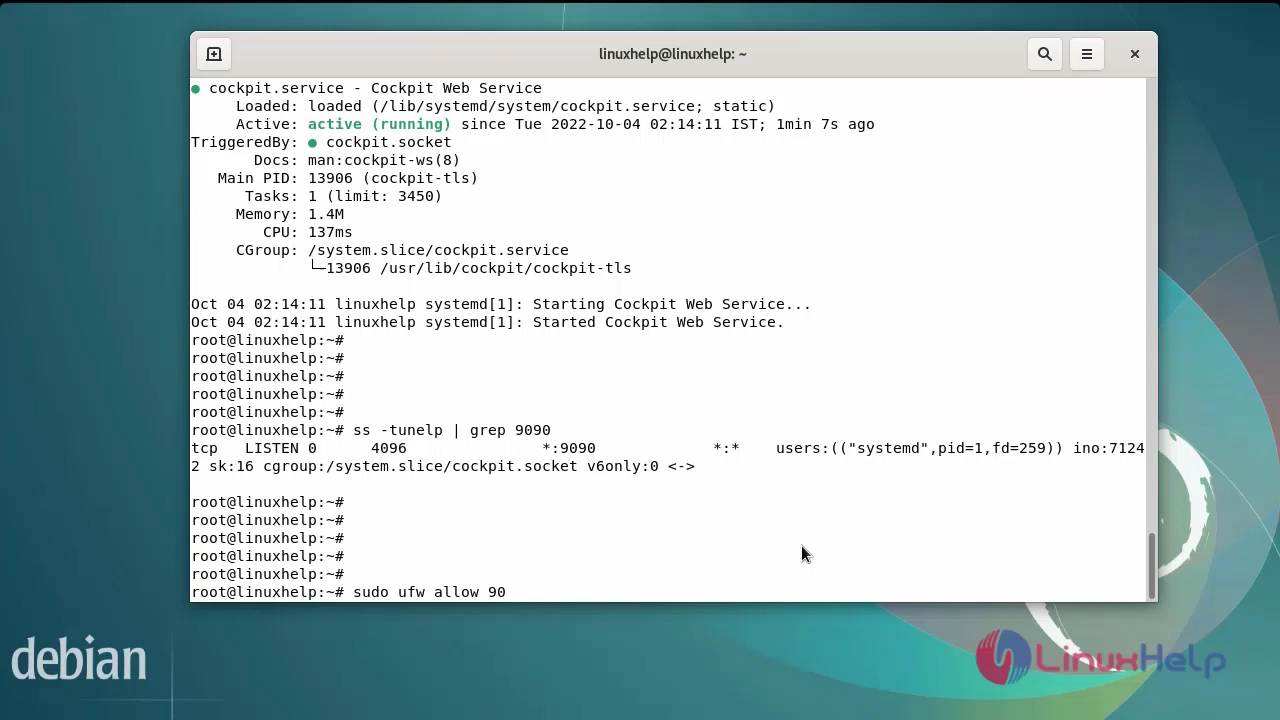 linuxhelp@linuxhelp: ~
● cockpit.service - Cockpit Web Service
     Loaded: loaded (/lib/systemd/system/cockpit.service; static)
     Active: active (running) since Tue 2022-10-04 02:14:11 IST; 1min 7s ago
TriggeredBy: ● cockpit.socket
       Docs: man:cockpit-ws(8)
   Main PID: 13906 (cockpit-tls)
      Tasks: 1 (limit: 3450)
     Memory: 1.4M
        CPU: 137ms
     CGroup: /system.slice/cockpit.service
             └─13906 /usr/lib/cockpit/cockpit-tls
Oct 04 02:14:11 linuxhelp systemd[1]: Starting Cockpit Web Service...
Oct 04 02:14:11 linuxhelp systemd[1]: Started Cockpit Web Service.
root@linuxhelp:~#
root@linuxhelp:~#
root@linuxhelp:~#
root@linuxhelp:~#
root@linuxhelp:~#
root@linuxhelp:~# ss -tunelp | grep 9090
tcp   LISTEN 0      4096               *:9090             *:*    users:(("systemd",pid=1,fd=259)) ino:7124
2 sk:16 cgroup:/system.slice/cockpit.socket v6only:0 <->
root@linuxhelp:~#
root@linuxhelp:~#
root@linuxhelp:~#
root@linuxhelp:~#
root@linuxhelp:~#
root@linuxhelp:~# sudo ufw allow 90
debian
LinuxHelp